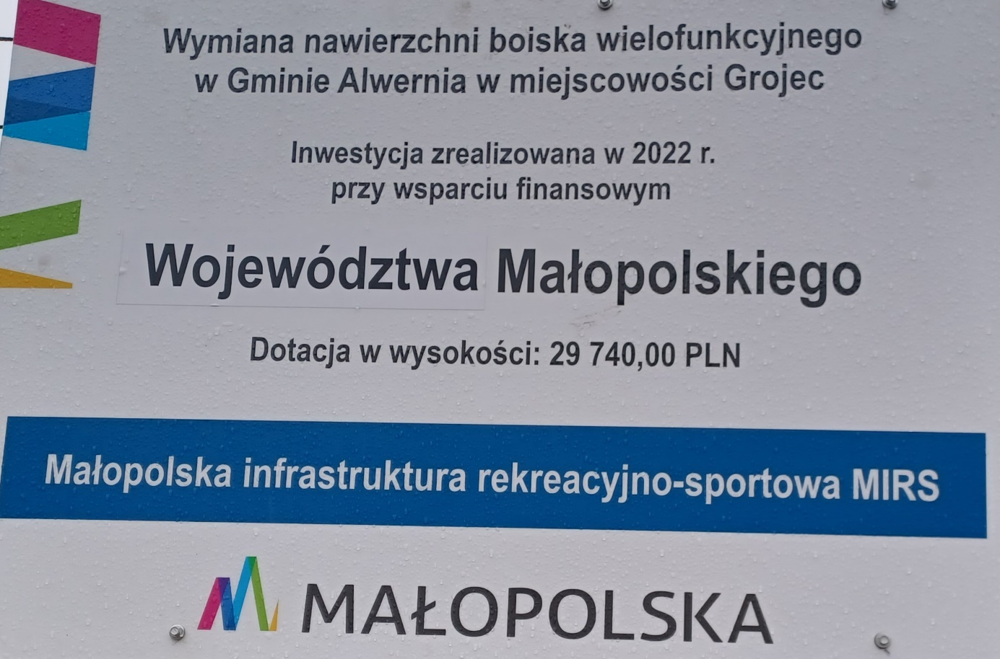 Wymiana nawierzchni boiska wielofunkcyjnego
w Gminie Alwernia w miejscowości Grojec
Inwestycja zrealizowana w 2022 r.
przy wsparciu finansowym
Województwa Małopolskiego
Dotacja w wysokości: 29 740,00 PLN
Małopolska infrastruktura rekreacyjno-sportowa MIRS
MAŁOPOLSKA